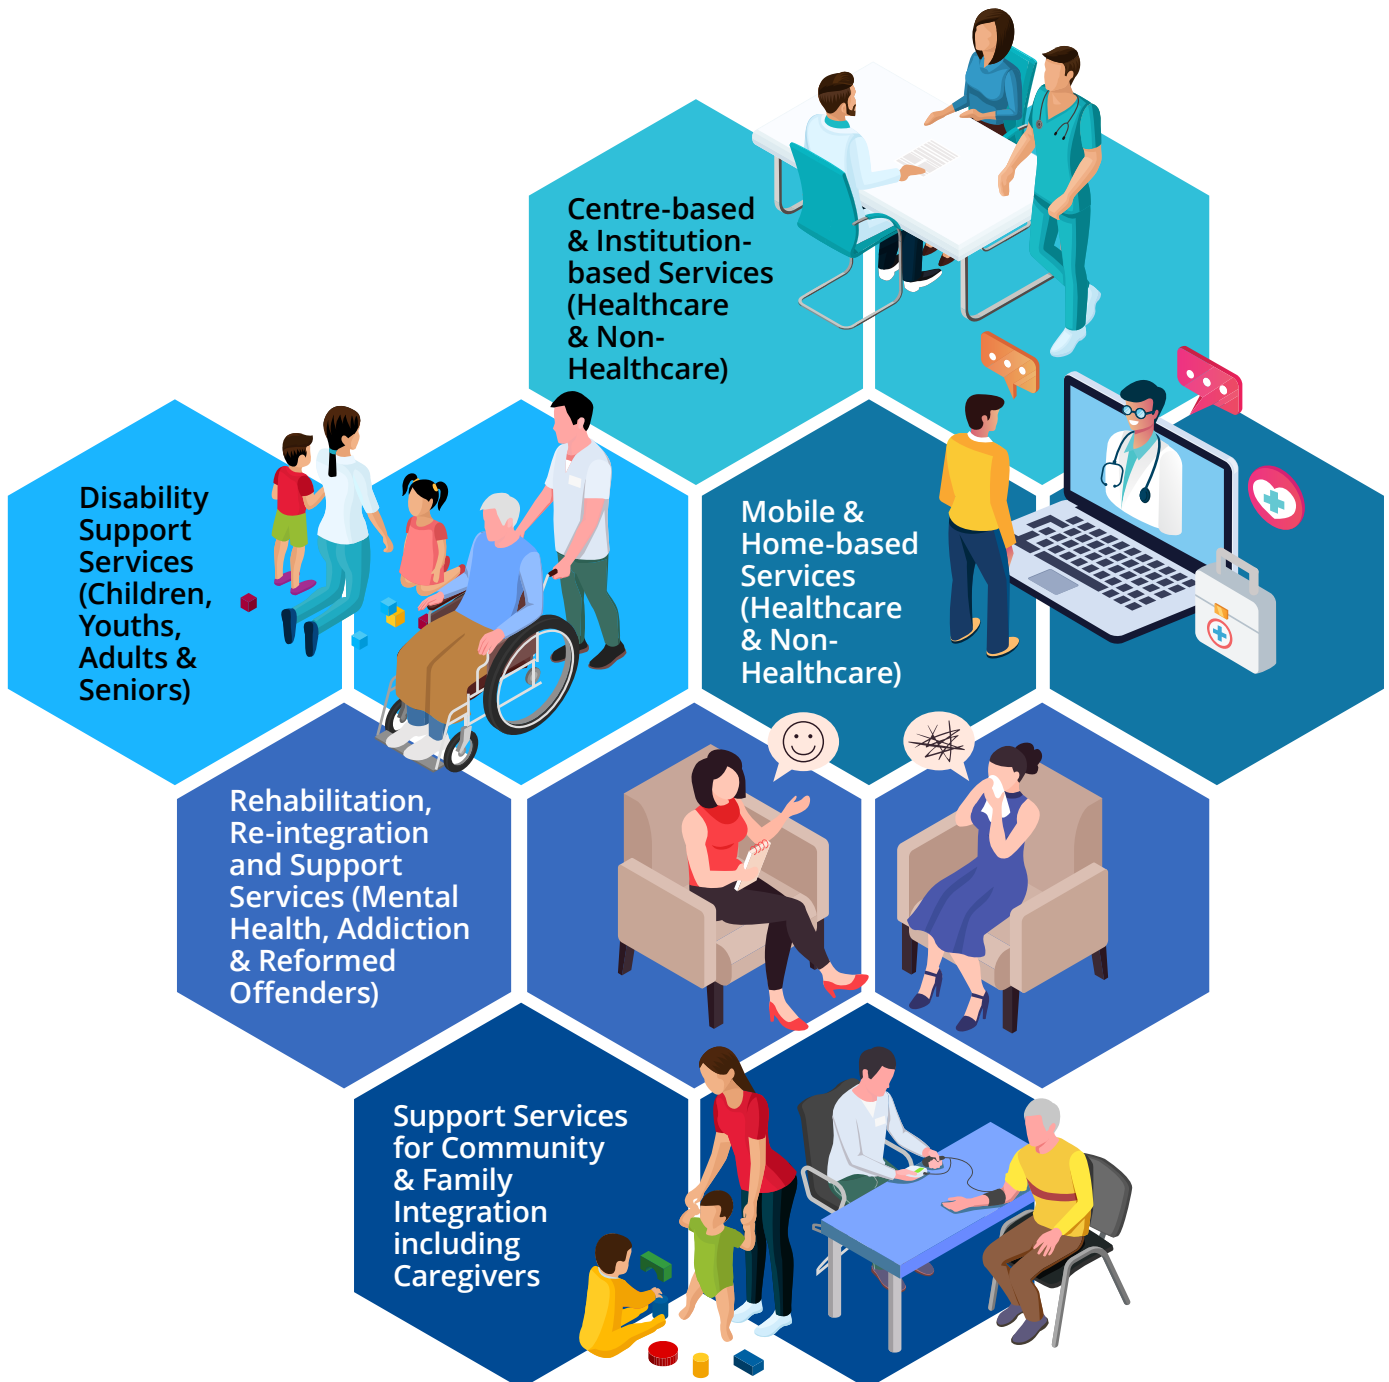 Centre-based
& Institution-
based Services
(Healthcare
& Non-
Healthcare)
Disability
Support
Services
(Children,
Youths,
Adults &
Seniors)
Mobile &
Home-based
Services
(Healthcare
& Non-
Healthcare)
Rehabilitation,
Re-integration
and Support
Services (Mental
Health, Addiction
& Reformed
Offenders)
Support Services
for Community
& Family
Integration
including
Caregivers